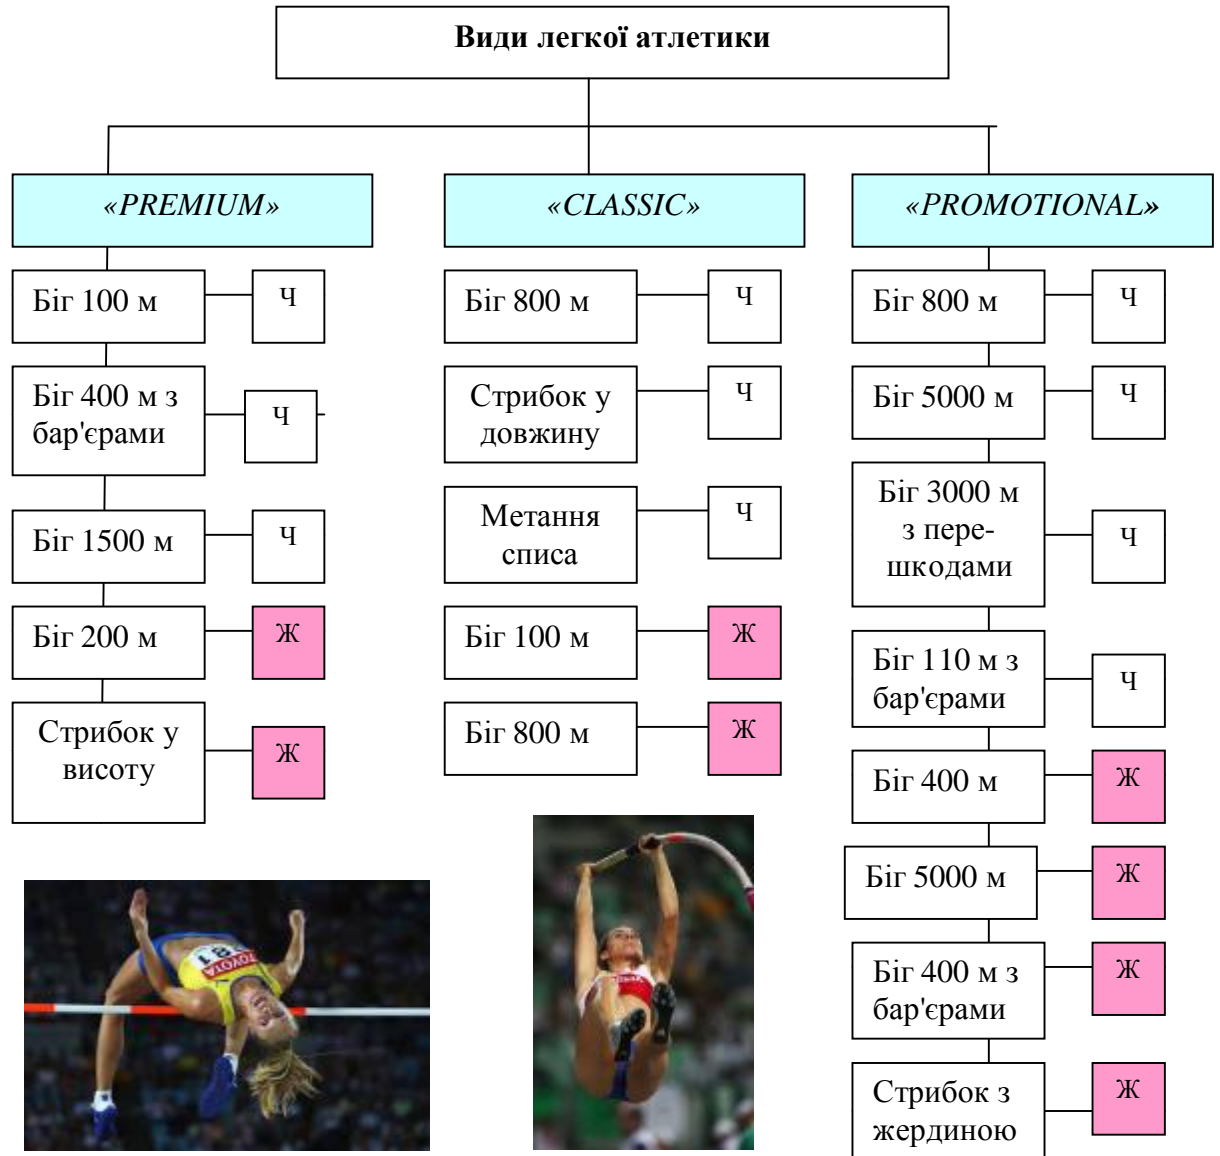 Види легкої атлетики
«PREMIUM»
Біг 100 м
Ч
Біг 400 м з
бар'єрами
Ч
Біг 1500 м
Ч
Біг 200 м
Ж
Стрибок у
висоту
Ж
«CLASSIC»
Біг 800 м
Ч
Стрибок у
довжину
Ч
Метання
списа
Ч
Біг 100 м
Ж
Біг 800 м
Ж
«PROMOTIONAL»
Біг 800 м
Ч
Біг 5000 м
Ч
Біг 3000 м
з пере-
шкодами
Ч
Біг 110 м з
бар'єрами
Ч
Біг 400 м
Ж
Біг 5000 м
Ж
Біг 400 м з
бар'єрами
Ж
Стрибок з
жердиною
Ж
TOYOTA